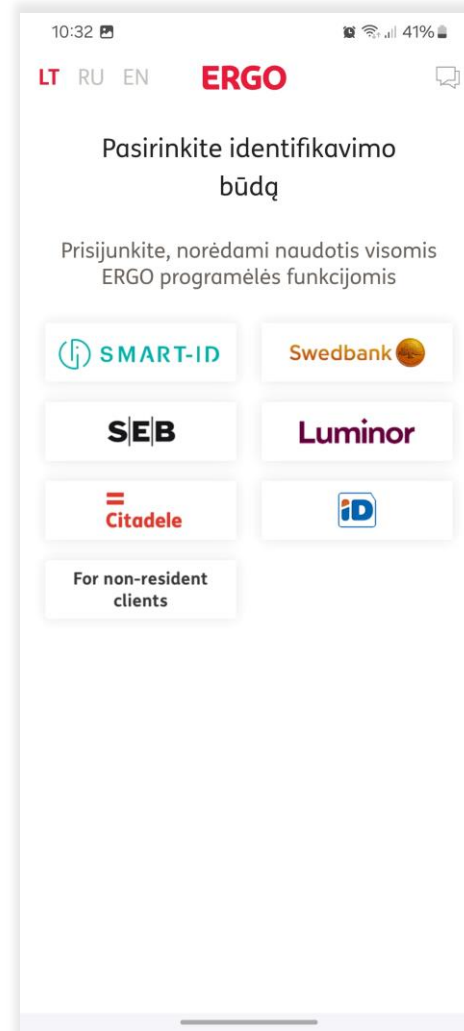 10:32 41%
LT RU EN ERGO
Pasirinkite identifikavimo
būdą
Prisijunkite, norėdami naudotis visomis
ERGO programėlės funkcijomis
SMART-ID Swedbank
S|E|B Luminor
Citadele iD
For non-resident
clients